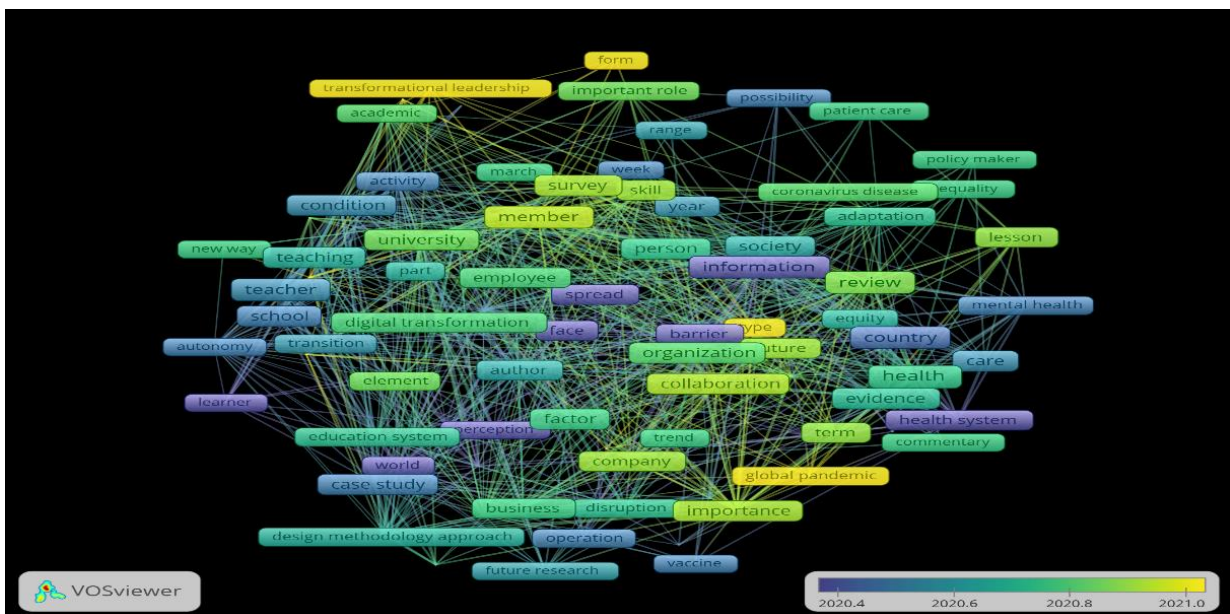 form
transformational leadership
important role
possibility
academic
patient care
range
policy maker
march
week
activity
survey
skill
coronavirus disease
equality
condition
year
member
adaptation
new way
university
person
society
lesson
teaching
part
information
employee
review
teacher
spread
mental health
school
digital transformation
face
type
equity
barrier
country
autonomy
transition
future
organization
author
care
element
collaboration
health
learner
evidence
factor
health system
perception
education system
trend
term
commentary
world
company
case study
global pandemic
business
disruption
importance
design methodology approach
operation
future research
vaccine
VOSviewer
2020.4 2020.6 2020.8 2021.0